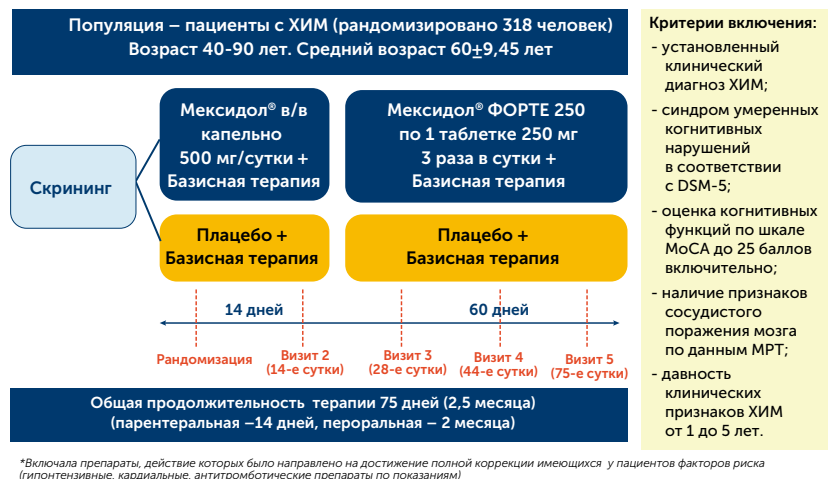 Популяция – пациенты с ХИМ (рандомизировано 318 человек)
Возраст 40-90 лет. Средний возраст 60±9,45 лет
Скрининг
Мексидол® в/в
капельно
500 мг/сутки +
Базисная терапия
Мексидол® ФОРТЕ 250
по 1 таблетке 250 мг
3 раза в сутки +
Базисная терапия
Плацебо +
Базисная терапия
Плацебо +
Базисная терапия
14 дней
60 дней
Рандомизация
Визит 2
(14-е сутки)
Визит 3
(28-е сутки)
Визит 4
(44-е сутки)
Визит 5
(75-е сутки)
Общая продолжительность терапии 75 дней (2,5 месяца)
(парентеральная –14 дней, пероральная – 2 месяца)
Критерии включения:
- установленный
клинический
диагноз ХИМ;
- синдром умеренных
когнитивных
нарушений
в соответствии
с DSM-5;
- оценка когнитивных
функций по шкале
MoCA до 25 баллов
включительно;
- наличие признаков
сосудистого
поражения мозга
по данным МРТ;
- давность
клинических
признаков ХИМ
от 1 до 5 лет.
*Включала препараты, действие которых было направлено на достижение полной коррекции имеющихся у пациентов факторов риска
(гипонтензивные, кардиальные, антитромботические препараты по показаниям)